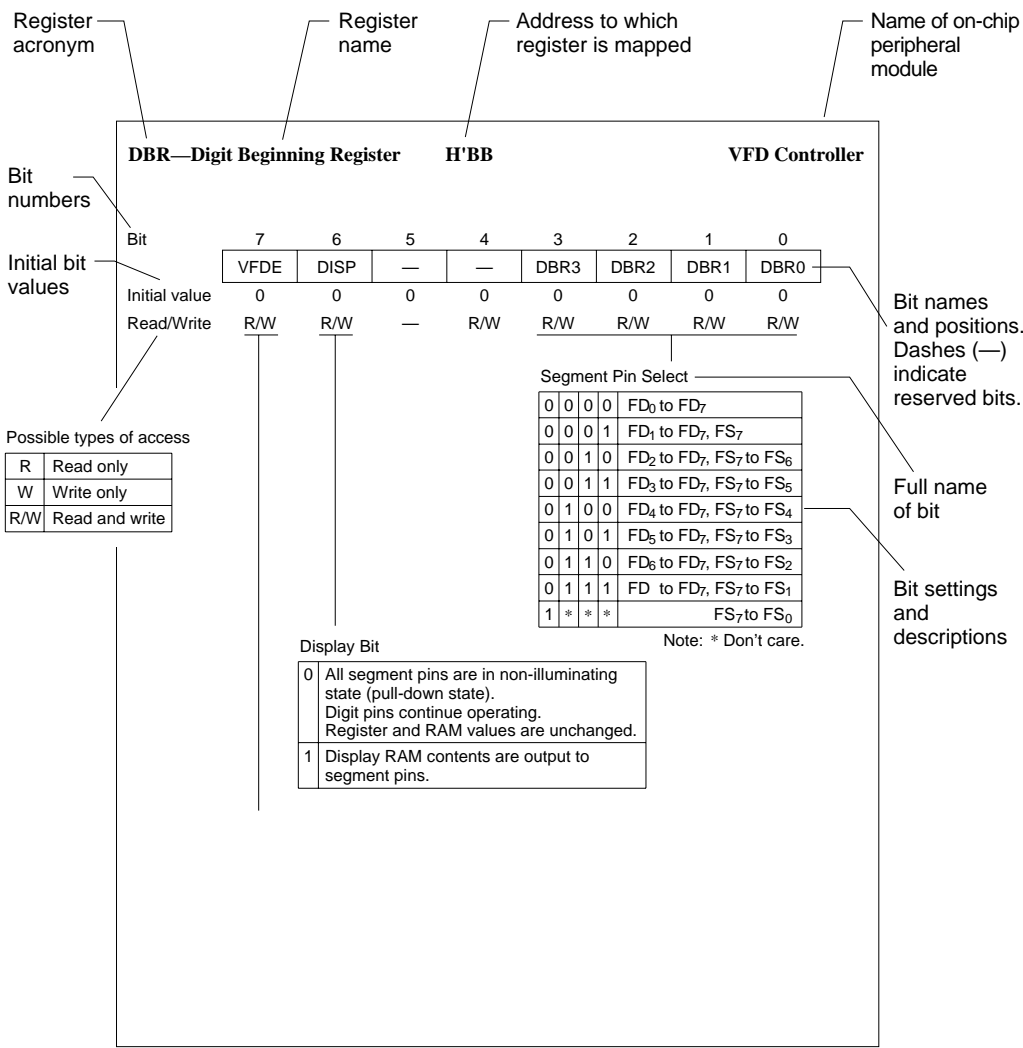 Register acronym
Register name
Address to which register is mapped
Name of on-chip peripheral module
DBR—Digit Beginning Register H'BB VFD Controller
Bit numbers
Bit 7 6 5 4 3 2 1 0
VFDE DISP — — DBR3 DBR2 DBR1 DBR0
Initial bit values
Initial value 0 0 0 0 0 0 0 0
Read/Write R/W R/W — R/W R/W R/W R/W R/W
Bit names and positions. Dashes (—) indicate reserved bits.
Possible types of access
R Read only
W Write only
R/W Read and write
Segment Pin Select
0 0 0 0 FD0 to FD7
0 0 0 1 FD1 to FD7, FS7
0 0 1 0 FD2 to FD7, FS7 to FS6
0 0 1 1 FD3 to FD7, FS7 to FS5
0 1 0 0 FD4 to FD7, FS7 to FS4
0 1 0 1 FD5 to FD7, FS7 to FS3
0 1 1 0 FD6 to FD7, FS7 to FS2
0 1 1 1 FD to FD7, FS7 to FS1
1 * * * FS7 to FS0
Note: * Don't care.
Full name of bit
Bit settings and descriptions
Display Bit
0 All segment pins are in non-illuminating
state (pull-down state).
Digit pins continue operating.
Register and RAM values are unchanged.
1 Display RAM contents are output to
segment pins.